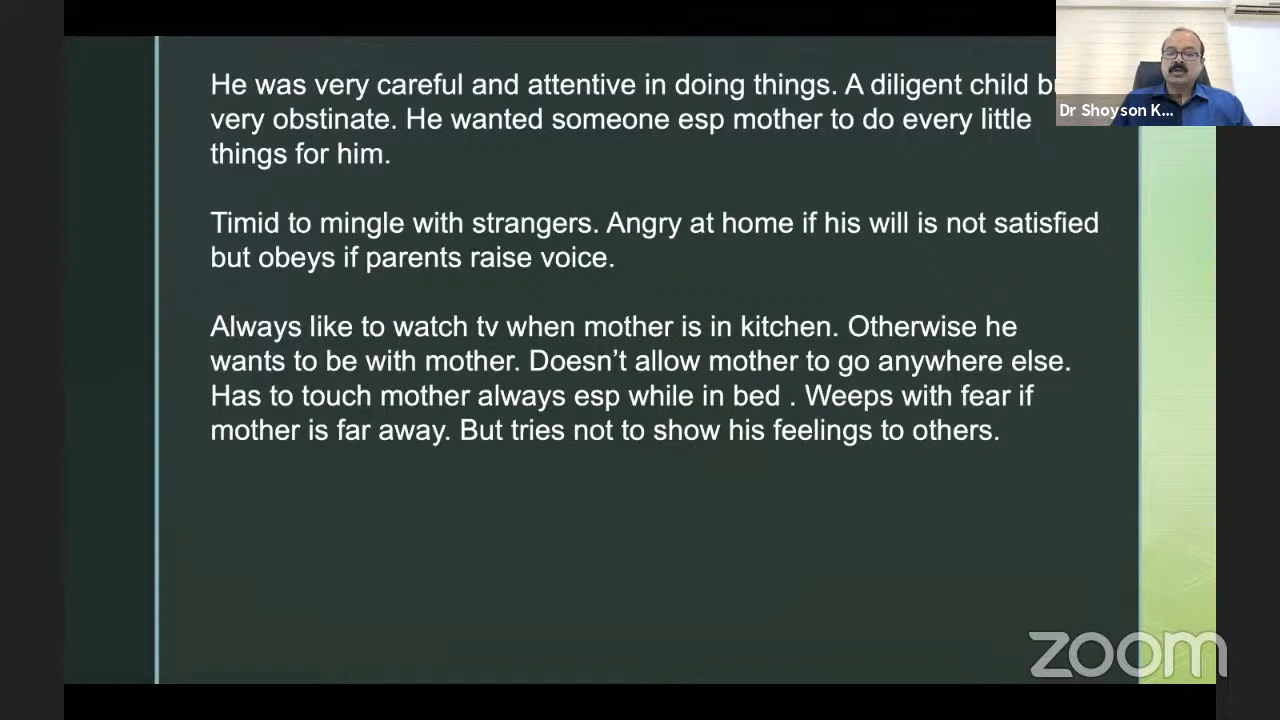 He was very careful and attentive in doing things. A diligent child
very obstinate. He wanted someone esp mother to do every little
things for him.
Timid to mingle with strangers. Angry at home if his will is not satisfied
but obeys if parents raise voice.
Always like to watch tv when mother is in kitchen. Otherwise he
wants to be with mother. Doesn’t allow mother to go anywhere else.
Has to touch mother always esp while in bed . Weeps with fear if
mother is far away. But tries not to show his feelings to others.
Dr Shoyson K...
zoom